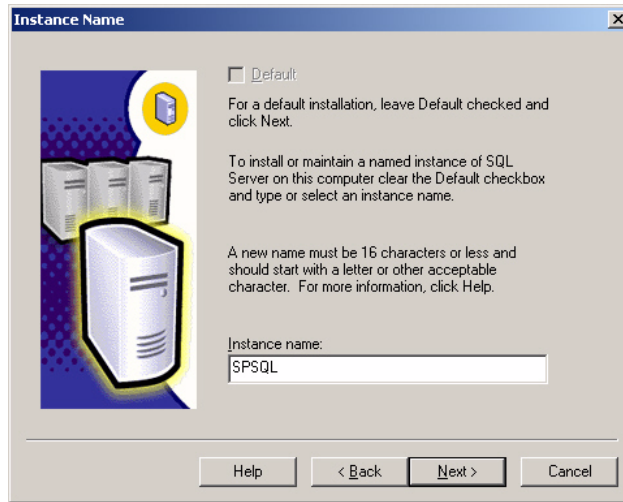 Instance Name
Default
For a default installation, leave Default checked and
click Next.
To install or maintain a named instance of SQL
Server on this computer clear the Default checkbox
and type or select an instance name.
A new name must be 16 characters or less and
should start with a letter or other acceptable
character.  For more information, click Help.
Instance name:
SPSQL
Help
< Back
Next >
Cancel